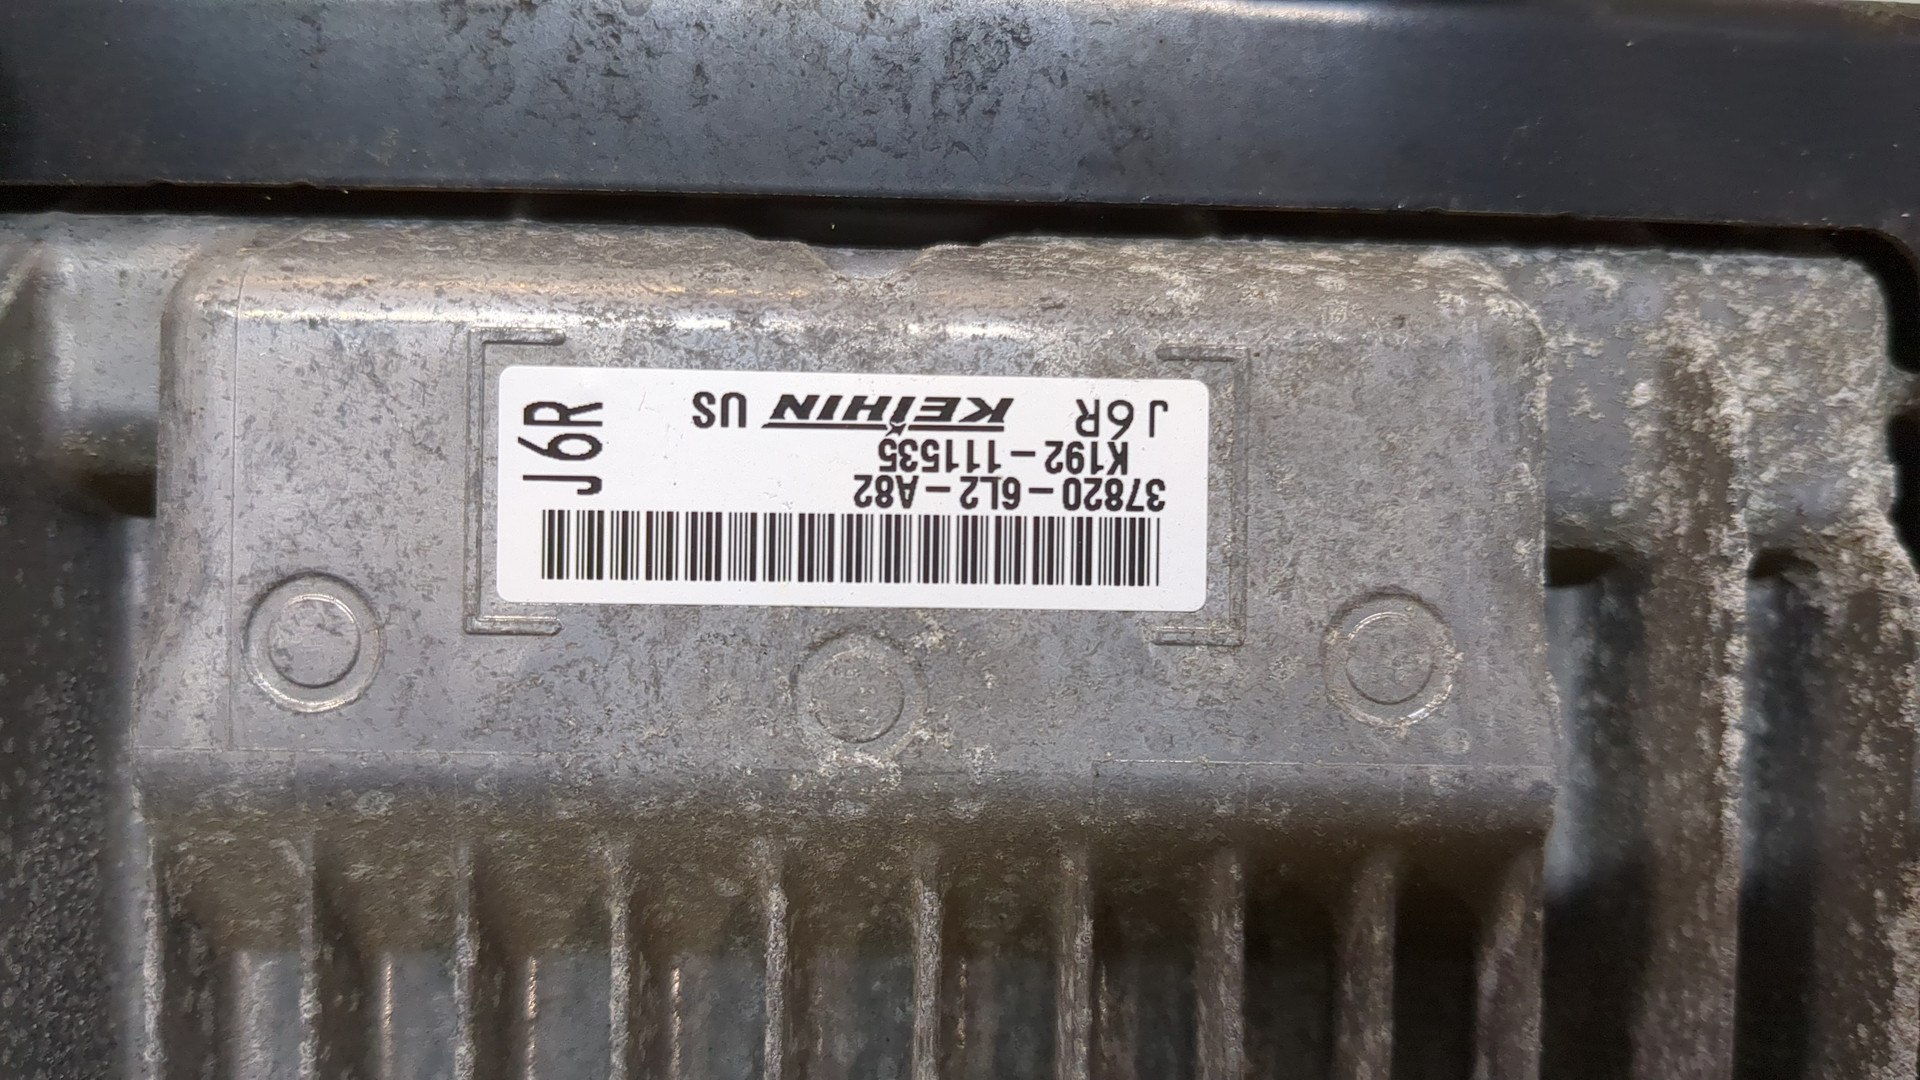 37820-6L2-A82
K192-111535
J6R KEIHIN US
J6R